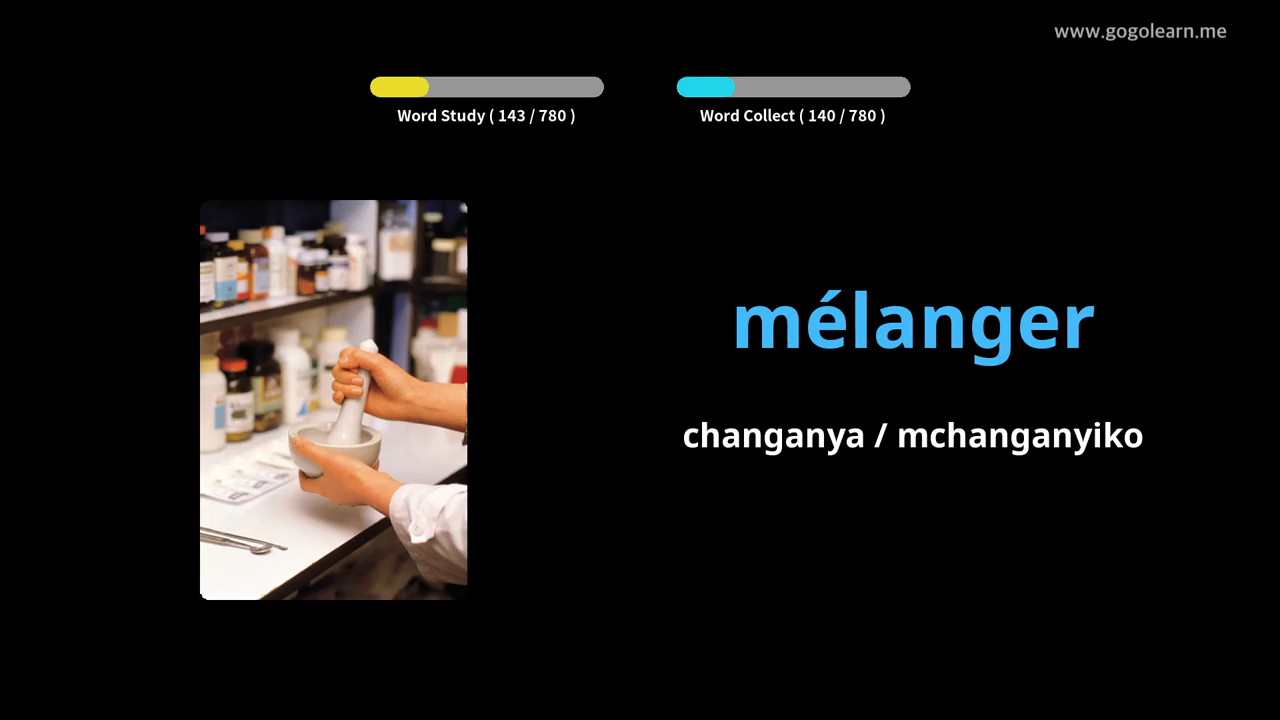 www.gogolearn.me
Word Study ( 143 / 780 )
Word Collect ( 140 / 780 )
mélanger
changanya / mchanganyiko